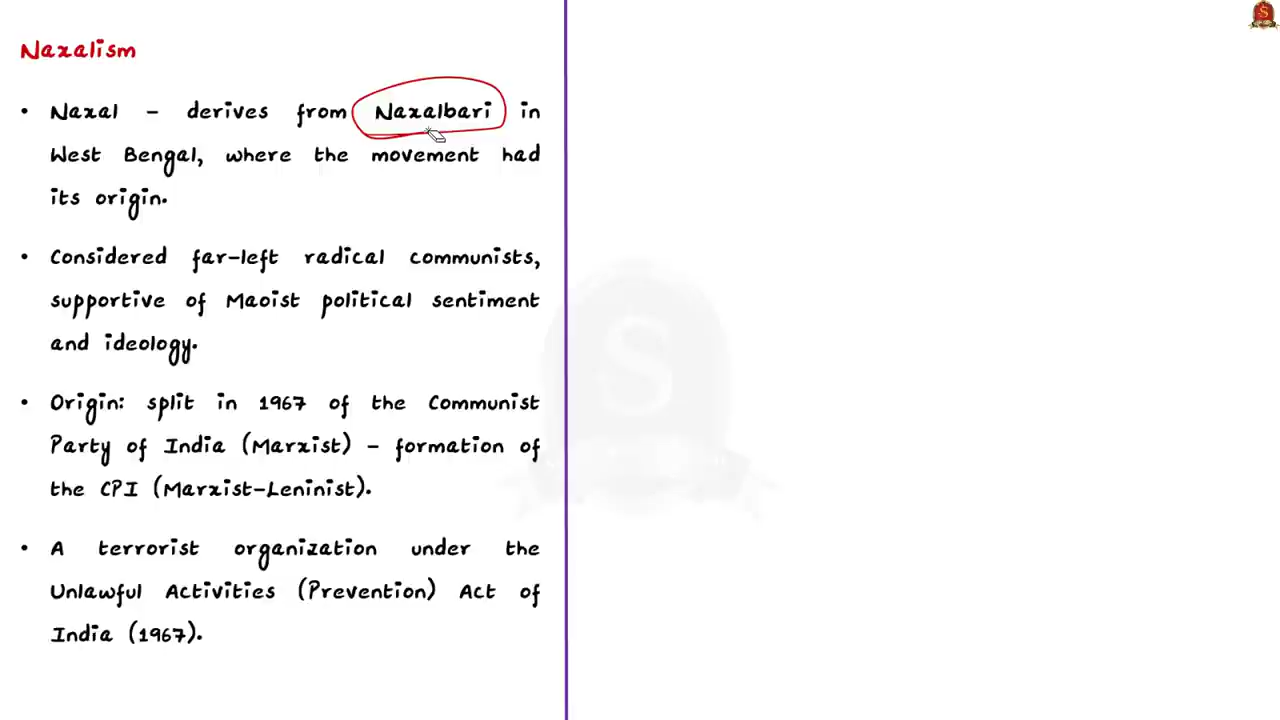 Naxalism
• Naxal – derives from Naxalbari in
West Bengal, where the movement had
its origin.
• Considered far-left radical communists,
supportive of Maoist political sentiment
and ideology.
• Origin: split in 1967 of the Communist
Party of India (Marxist) – formation of
the CPI (Marxist-Leninist).
• A terrorist organization under the
Unlawful Activities (Prevention) Act of
India (1967).
S
S